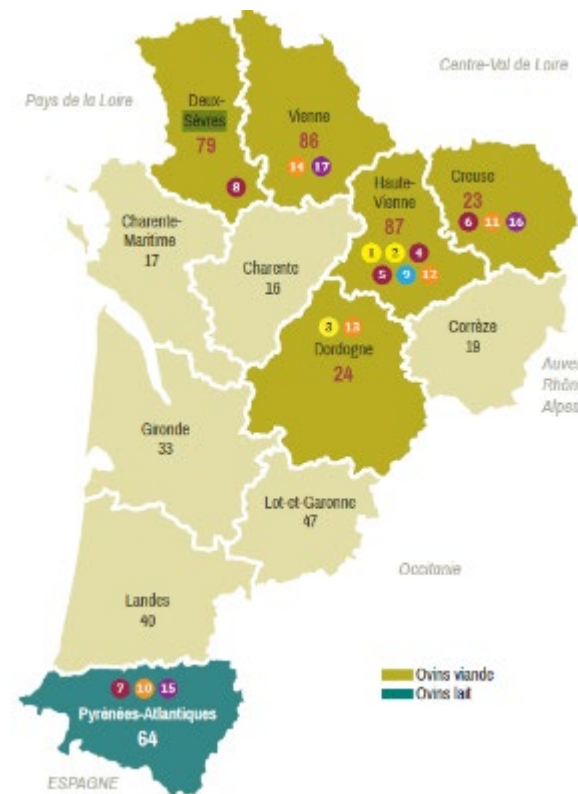 Centre-Val de Loire
Pays de la Loire
Deux-
Sèvres
79
8
Vienne
86
14 17
Haute-
Vienne
87
1 2 4
5 9 12
Creuse
23
6 11 16
Charente-
Maritime
17
Charente
16
3 13
Dordogne
24
Corrèze
19
Auver
Rhôn
Alpes
Gironde
33
Lot-et-Garonne
47
Occitanie
Landes
40
Ovins viande
Ovins lait
7 10 15
Pyrénées-Atlantiques
64
ESPAGNE